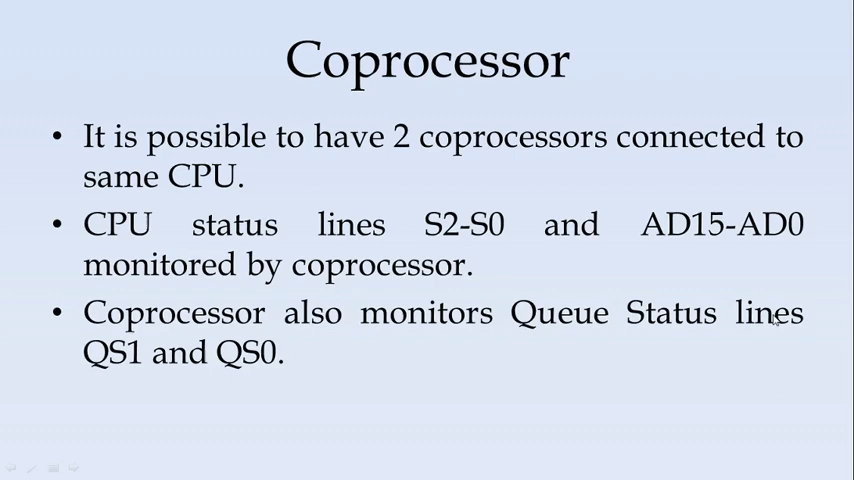 Coprocessor
• It is possible to have 2 coprocessors connected to
same CPU.
• CPU status lines S2-S0 and AD15-AD0
monitored by coprocessor.
• Coprocessor also monitors Queue Status lines
QS1 and QS0.